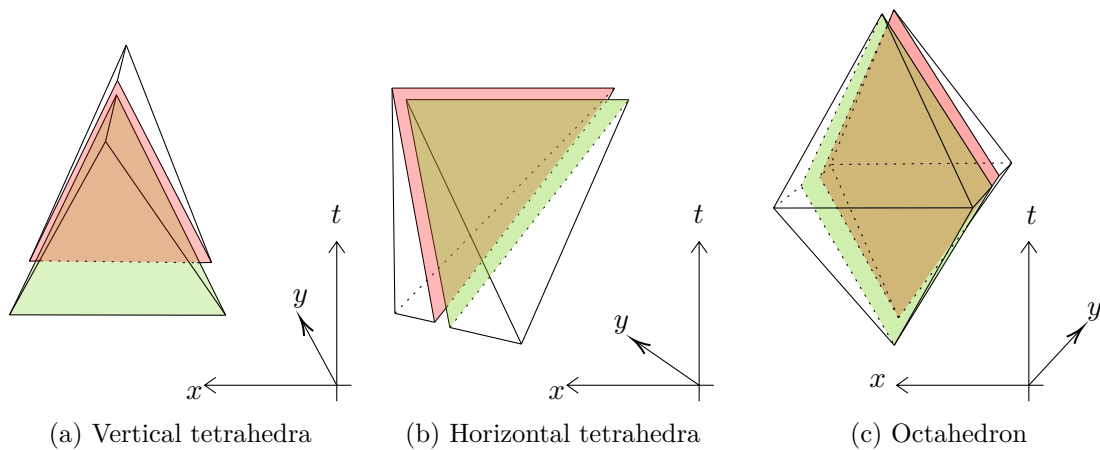 t
y
x
(a) Vertical tetrahedra
t
y
x
(b) Horizontal tetrahedra
t
y
x
(c) Octahedron